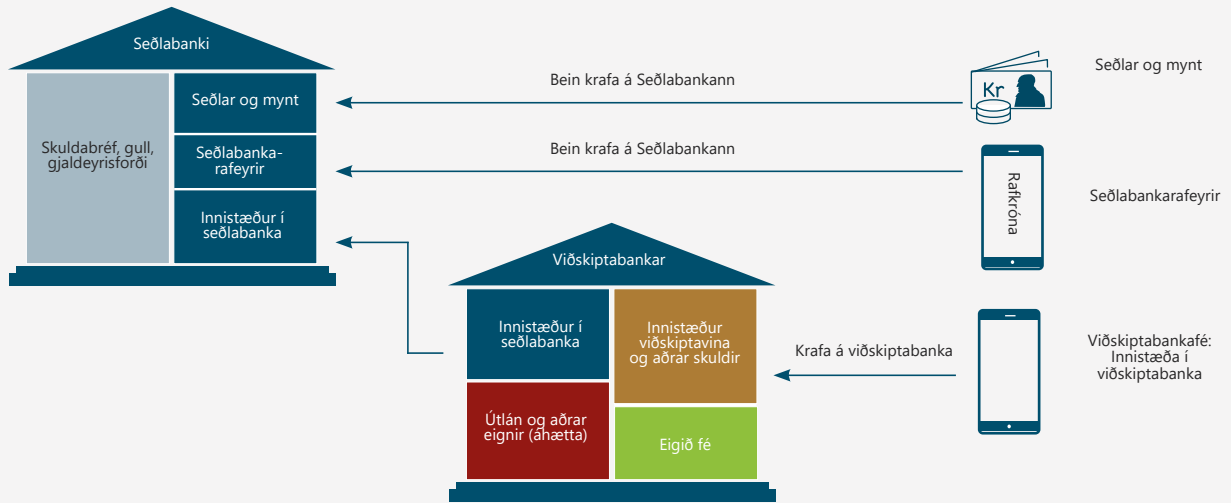 Seðlabanki
Skuldabréf, gull,
gjaldeyrisforði
Seðlar og mynt
Seðlabanka-
rafeyrir
Innistæður í
seðlabanka
Bein krafa á Seðlabankann
Kr
Seðlar og mynt
Bein krafa á Seðlabankann
Rafkróna
Seðlabankarafeyrir
Viðskiptabankar
Innistæður í
seðlabanka
Innistæður
viðskiptavina
og aðrar skuldir
Útlán og aðrar
eignir (áhætta)
Eigið fé
Krafa á viðskiptabanka
Viðskiptabankafé:
Innistæða í
viðskiptabanka